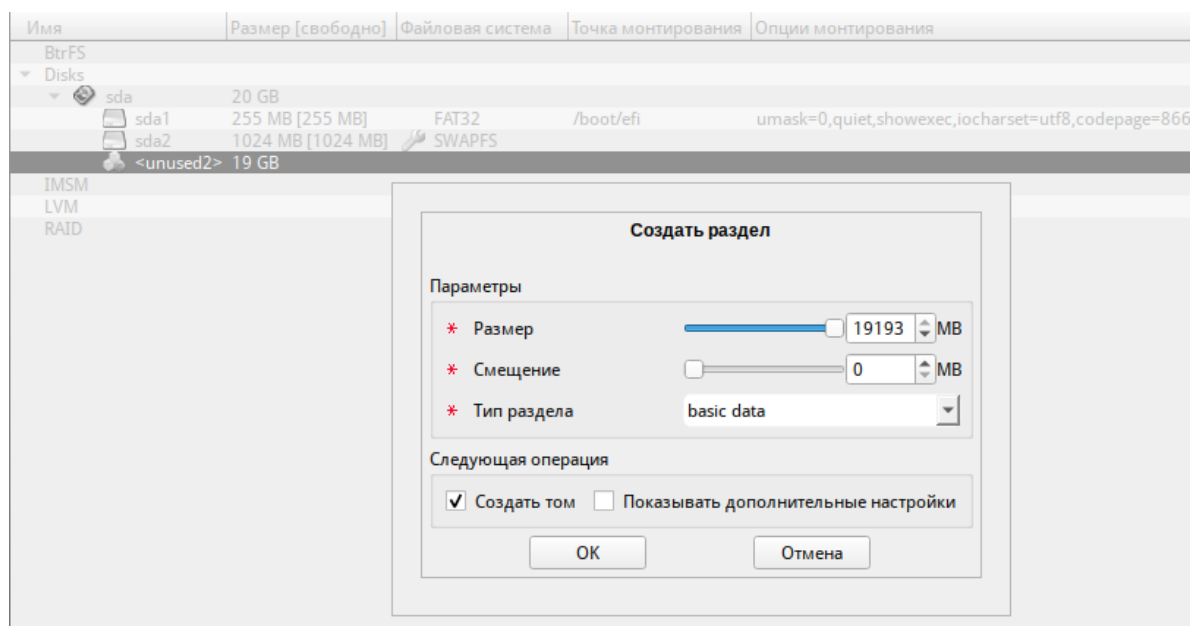 Имя Размер [свободно] Файловая система Точка монтирования Опции монтирования
BtrFS
Disks
sda 20 GB
sda1 255 MB [255 MB] FAT32 /boot/efi umask=0,quiet,showexec,iocharset=utf8,codepage=866
sda2 1024 MB [1024 MB] SWAPFS
<unused2> 19 GB
IMSM
LVM
RAID
Создать раздел
Параметры
* Размер 19193 MB
* Смещение 0 MB
* Тип раздела basic data
Следующая операция
Создать том Показывать дополнительные настройки
OK Отмена